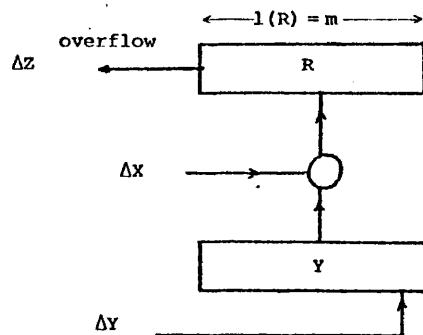 l(R) = m
overflow
ΔZ
R
ΔX
Y
ΔY